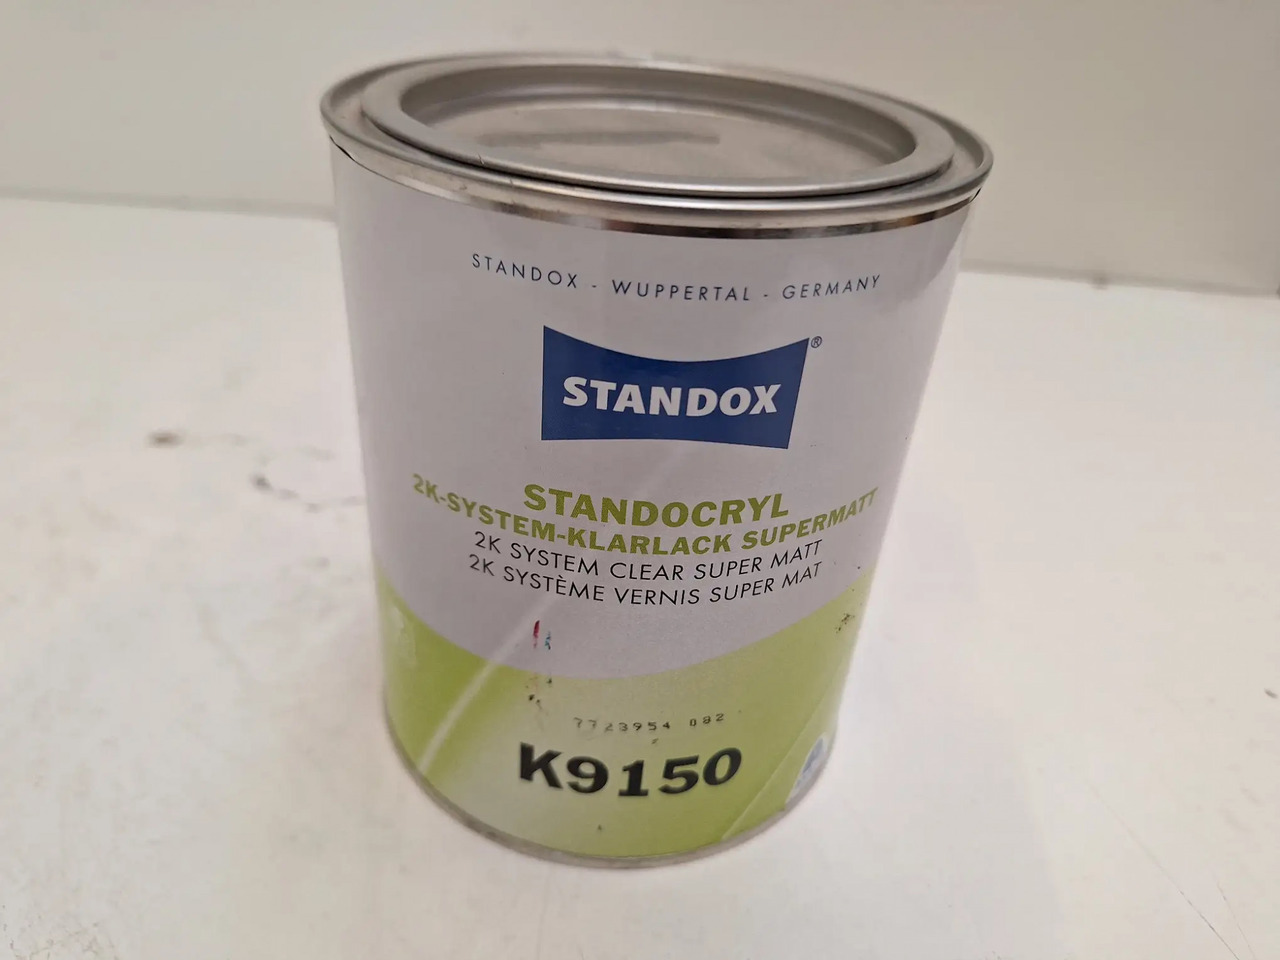 STANDOX - WUPPERTAL - GERMANY
STANDOX®
STANDOCRYL
2K-SYSTEM-KLARLACK SUPERMATT
2K SYSTEM CLEAR SUPER MATT
2K SYSTÈME VERNIS SUPER MAT
7723954 082
K9150